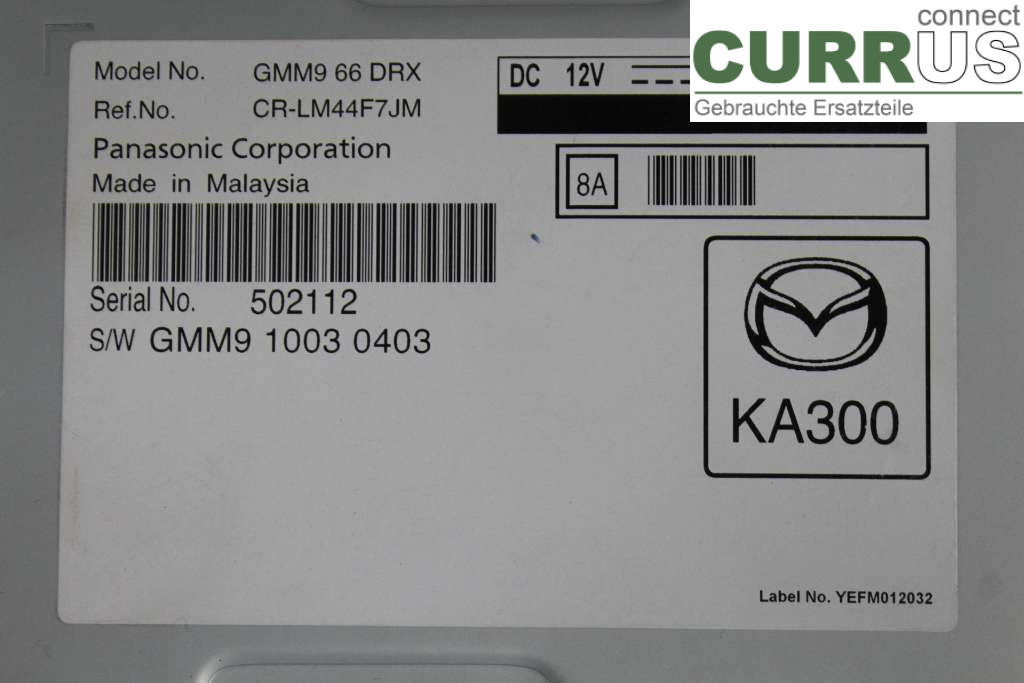 connect
CURRUS
Gebrauchte Ersatzteile
Model No. GMM9 66 DRX
DC 12V
Ref.No. CR-LM44F7JM
Panasonic Corporation
Made in Malaysia
8A
Serial No. 502112
S/W GMM9 1003 0403
KA300
Label No. YEFM012032